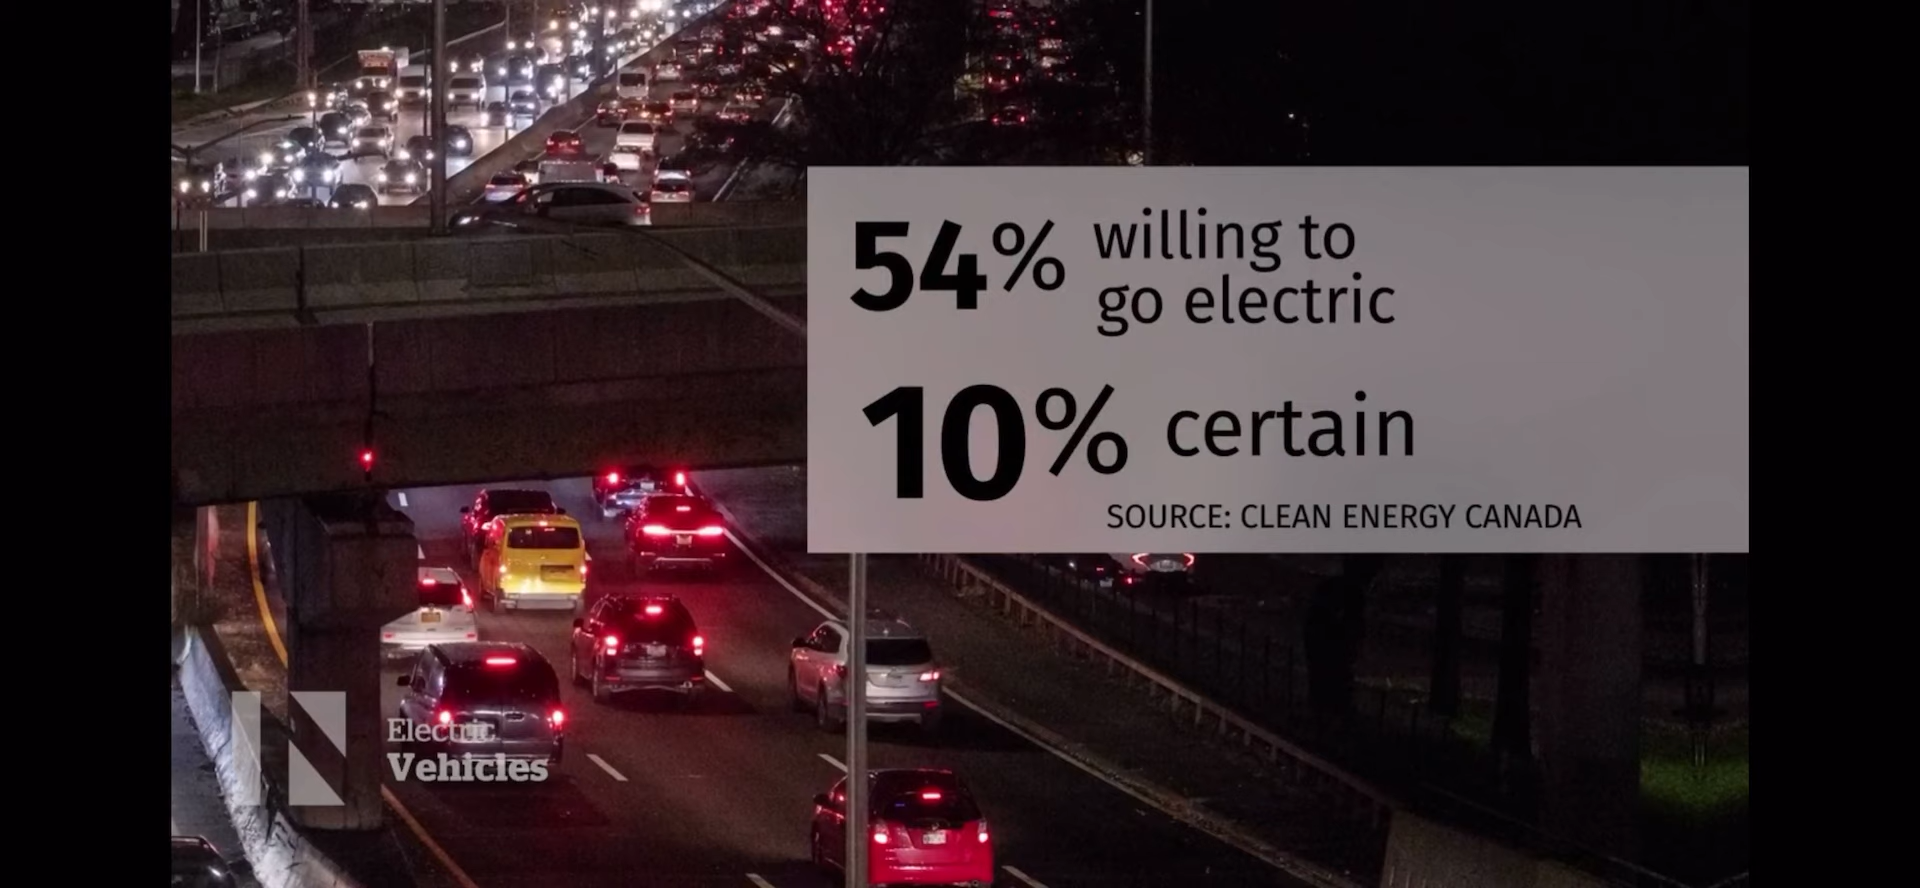 54% willing to
go electric
10% certain
SOURCE: CLEAN ENERGY CANADA
N Electric
Vehicles